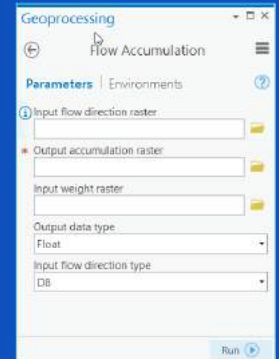 Geoprocessing
Flow Accumulation
Parameters | Environments
Input flow direction raster
* Output accumulation raster
Input weight raster
Output data type
Float
Input flow direction type
D8
Run